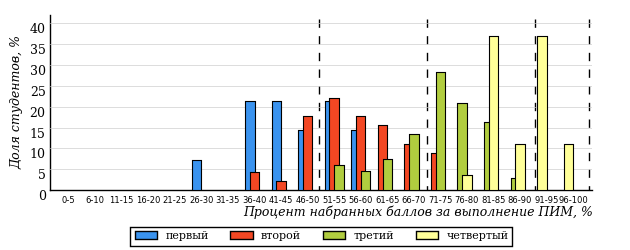 Доля студентов, %
40
35
30
25
20
15
10
5
0
0-5 6-10 11-15 16-20 21-25 26-30 31-35 36-40 41-45 46-50 51-55 56-60 61-65 66-70 71-75 76-80 81-85 86-90 91-95 96-100
Процент набранных баллов за выполнение ПИМ, %
первый второй третий четвертый